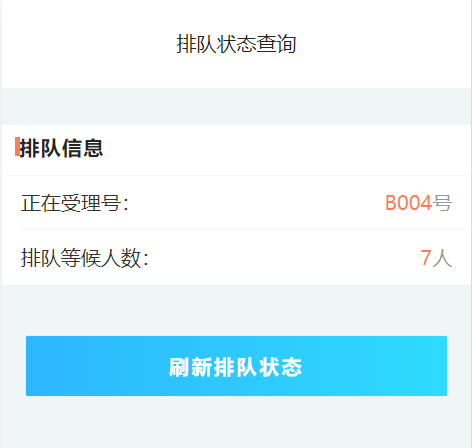 排队状态查询
排队信息
正在受理号：
B004号
排队等候人数：
7人
刷新排队状态